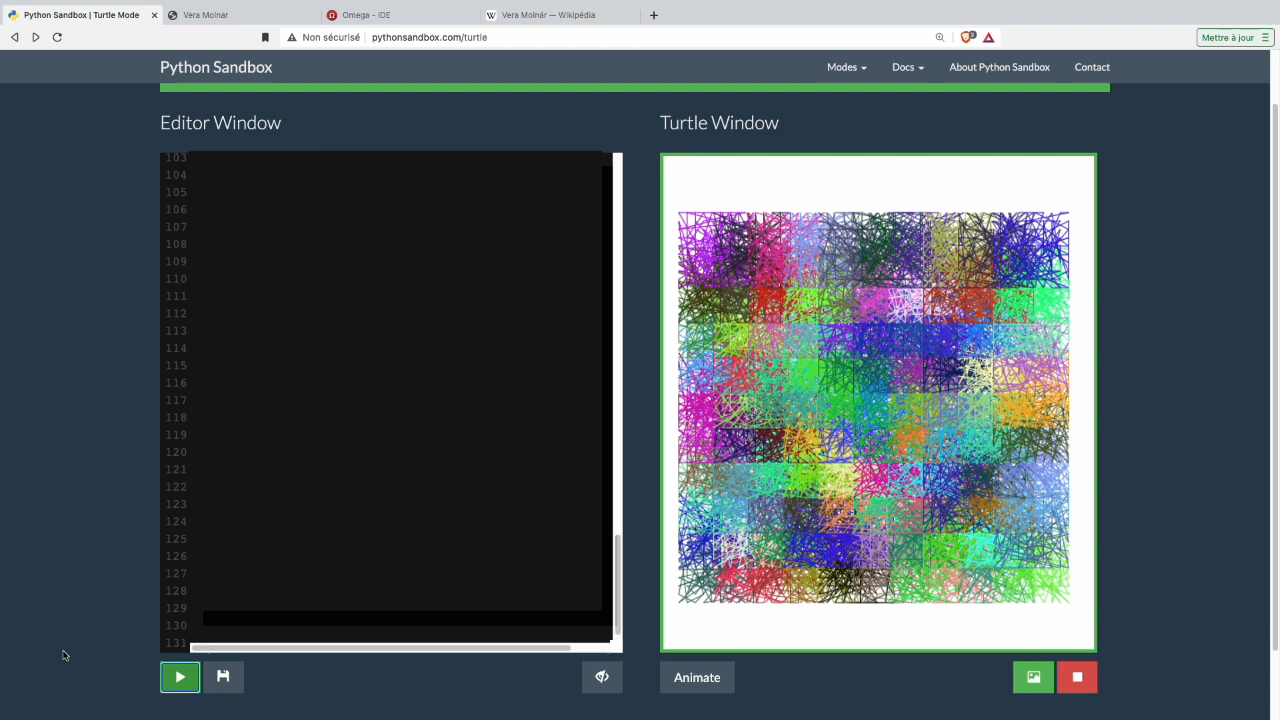 Python Sandbox | Turtle Mode
Vera Molnar
Omega - IDE
Vera Molnár — Wikipédia
Non sécurisé
pythonsandbox.com/turtle
3
Mettre à jour
Python Sandbox
Modes
Docs
About Python Sandbox
Contact
Editor Window
Turtle Window
103
104
105
106
107
108
109
110
111
112
113
114
115
116
117
118
119
120
121
122
123
124
125
126
127
128
129
130
131
Animate